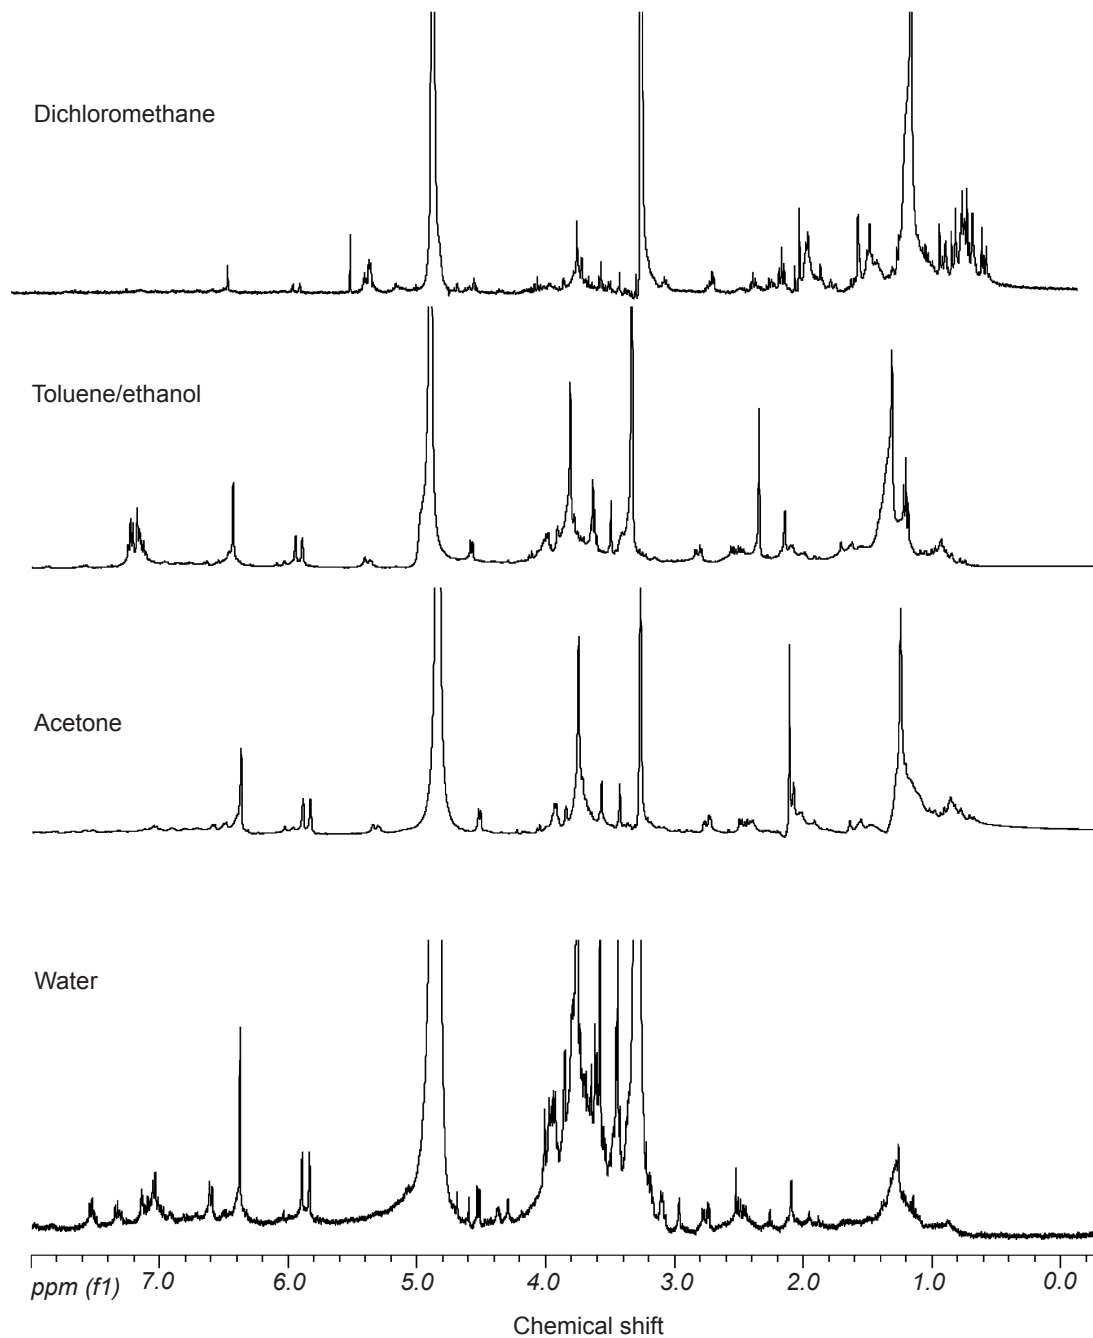 Dichloromethane
Toluene/ethanol
Acetone
Water
ppm (f1) 7.0 6.0 5.0 4.0 3.0 2.0 1.0 0.0
Chemical shift